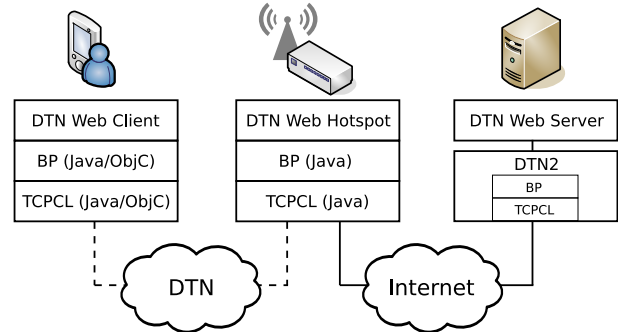 DTN Web Client
BP (Java/ObjC)
TCPCL (Java/ObjC)
DTN Web Hotspot
BP (Java)
TCPCL (Java)
DTN Web Server
DTN2
BP
TCPCL
DTN
Internet